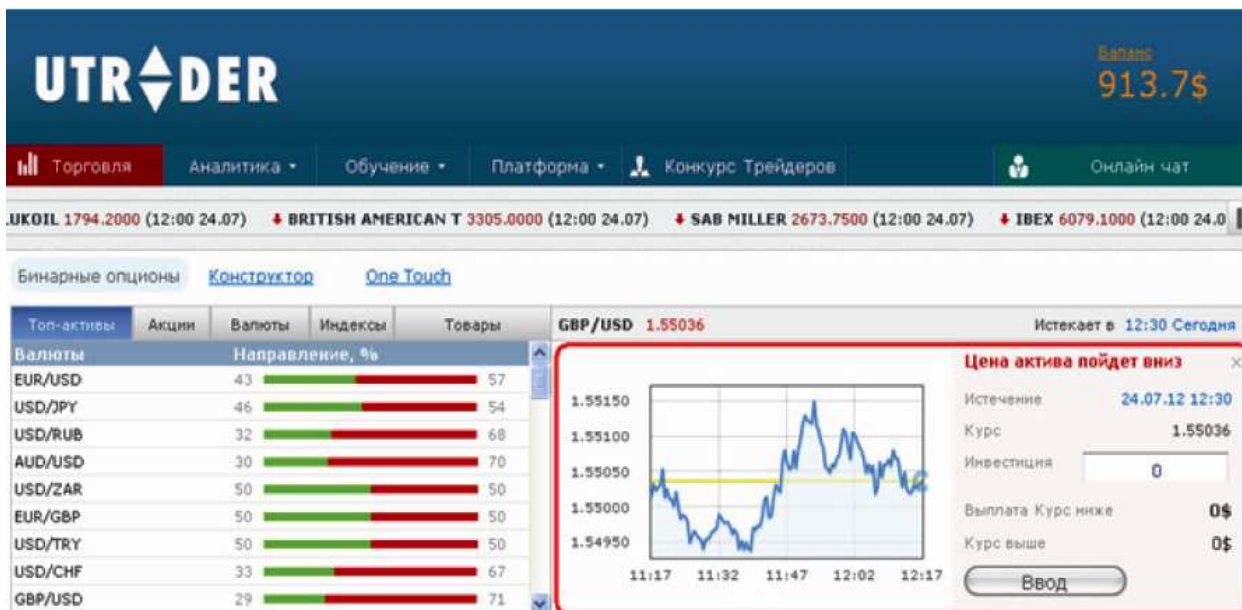 UTRADER
Баланс
913.7$
Торговля Аналитика Обучение Платформа Конкурс Трейдеров Онлайн чат
LUKOIL 1794.2000 (12:00 24.07) BRITISH AMERICAN T 3305.0000 (12:00 24.07) SAB MILLER 2673.7500 (12:00 24.07) IBEX 6079.1000 (12:00 24.0
Бинарные опционы Конструктор One Touch
Топ-активы Акции Валюты Индексы Товары
Валюты Направление, %
EUR/USD 43 57
USD/JPY 46 54
USD/RUB 32 68
AUD/USD 30 70
USD/ZAR 50 50
EUR/GBP 50 50
USD/TRY 50 50
USD/CHF 33 67
GBP/USD 29 71
GBP/USD 1.55036 Истекает в 12:30 Сегодня
1.55150
1.55100
1.55050
1.55000
1.54950
11:17 11:32 11:47 12:02 12:17
Цена актива пойдет вниз ×
Истечение 24.07.12 12:30
Курс 1.55036
Инвестиция 0
Выплата Курс ниже 0$
Курс выше 0$
Ввод